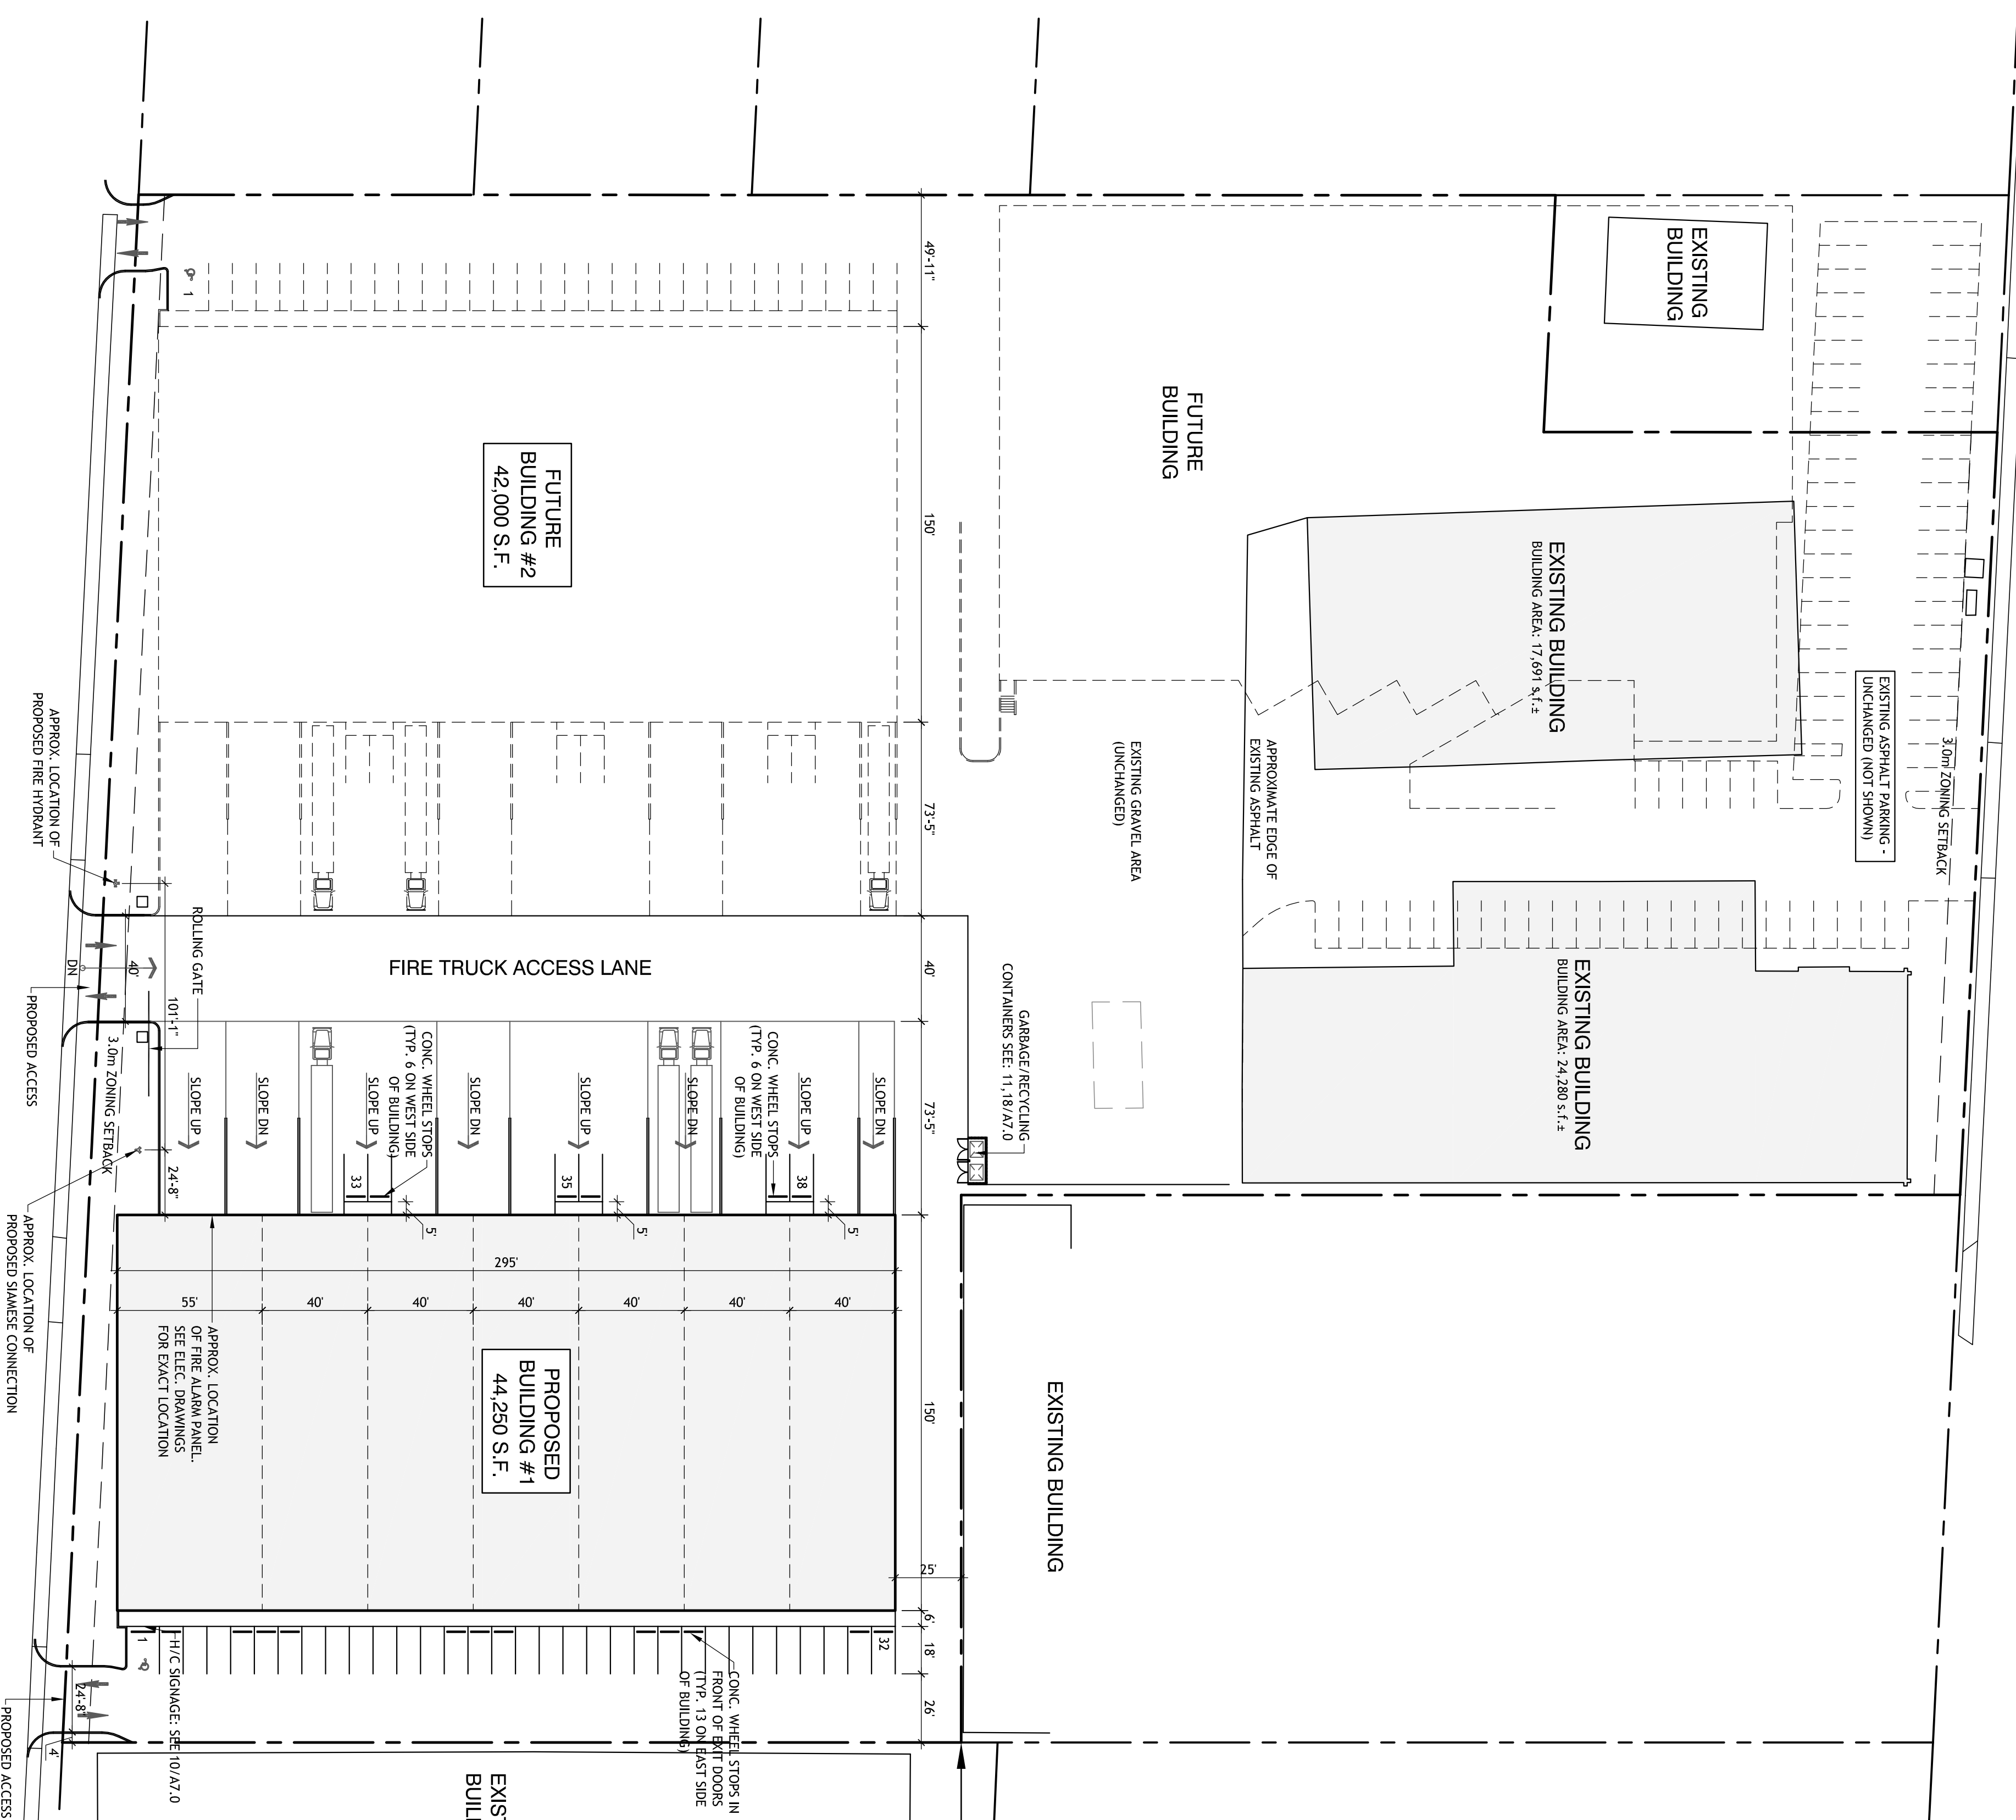 EXISTING
BUILDING
FUTURE
BUILDING
EXISTING BUILDING
BUILDING AREA: 17,691 s.f.±
EXISTING ASPHALT PARKING -
UNCHANGED (NOT SHOWN)
3.0m ZONING SETBACK
APPROXIMATE EDGE OF
EXISTING ASPHALT
EXISTING GRAVEL AREA
(UNCHANGED)
EXISTING BUILDING
BUILDING AREA: 24,280 s.f.±
GARBAGE/RECYCLING
CONTAINERS SEE: 11,18/A7.0
EXISTING BUILDING
49'-11"
150'
73'-5"
40'
73'-5"
150'
25'
6'
18'
26'
1
FUTURE
BUILDING #2
42,000 S.F.
APPROX. LOCATION OF
PROPOSED FIRE HYDRANT
ROLLING GATE
FIRE TRUCK ACCESS LANE
DN
40'
101'-1"
PROPOSED ACCESS
3.0m ZONING SETBACK
SLOPE UP
SLOPE DN
SLOPE UP
SLOPE DN
SLOPE UP
SLOPE DN
SLOPE UP
SLOPE DN
CONC. WHEEL STOPS
(TYP. 6 ON WEST SIDE
OF BUILDING)
CONC. WHEEL STOPS
(TYP. 6 ON WEST SIDE
OF BUILDING)
33
35
38
24'-8"
5'
5'
5'
APPROX. LOCATION OF
PROPOSED SIAMESE CONNECTION
295'
55'
40'
40'
40'
40'
40'
40'
APPROX. LOCATION
OF FIRE ALARM PANEL.
SEE ELEC. DRAWINGS
FOR EXACT LOCATION
PROPOSED
BUILDING #1
44,250 S.F.
1
32
H/C SIGNAGE: SEE 10/A7.0
CONC. WHEEL STOPS IN
FRONT OF EXIT DOORS
(TYP. 13 ON EAST SIDE
OF BUILDING)
24'-8"
4'
PROPOSED ACCESS
EXIST
BUIL